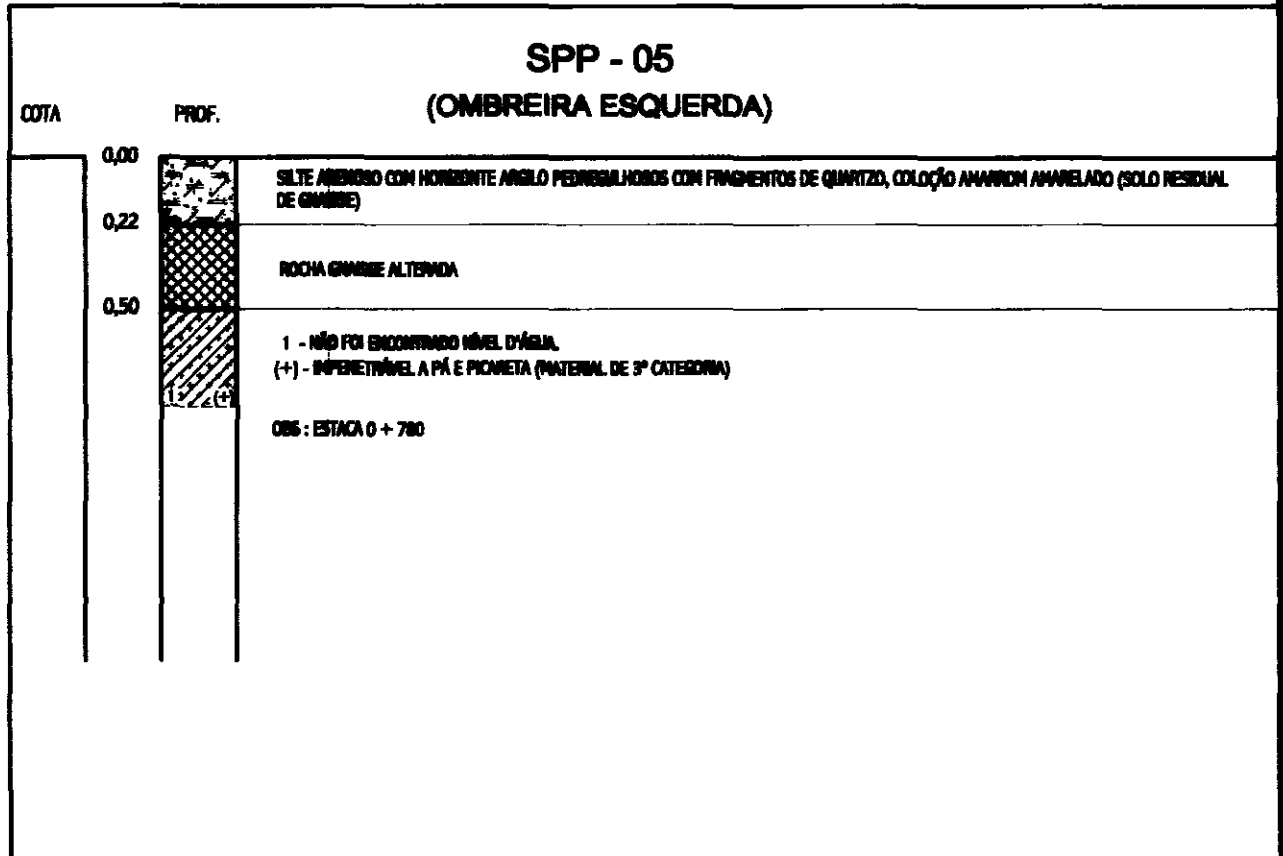 SPP - 05
(OMBREIRA ESQUERDA)
COTA PROF.
0,00
SILTE ARENOSO COM HORIZONTE ARGILO PEDREGULHOSOS COM FRAGMENTOS DE QUARTZO, COLOÇÃO AMARROM AMARELADO (SOLO RESIDUAL
DE GNAISSE)
0,22
ROCHA GNAISSE ALTERADA
0,50
1 - NÃO FOI ENCONTRADO NÍVEL D'ÁGUA.
(+) - IMPENETRÁVEL A PÁ E PICARETA (MATERIAL DE 3ª CATEGORIA)
1 (+)
OBS : ESTACA 0 + 780